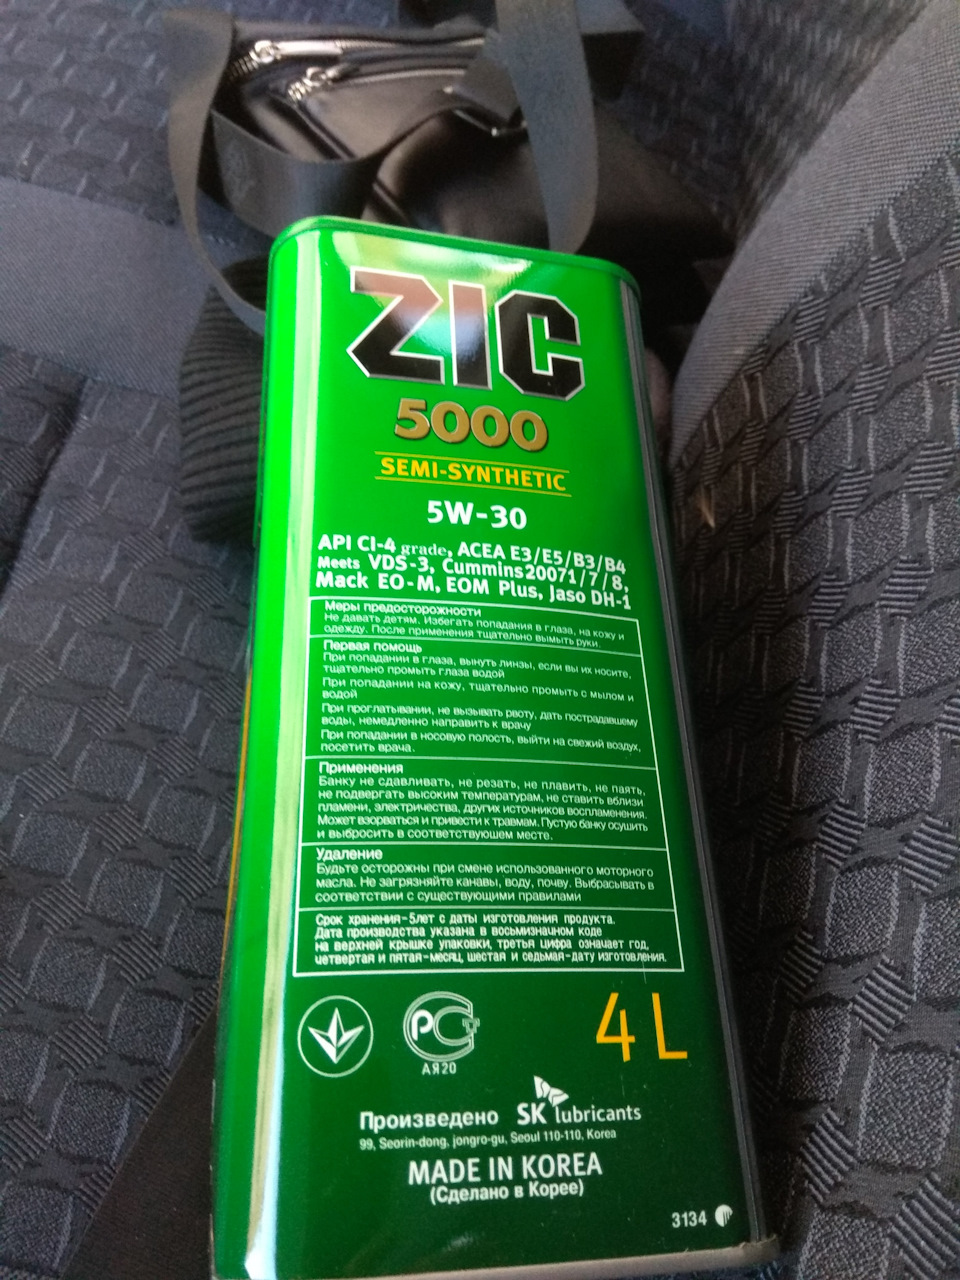 ZIC
5000
SEMI-SYNTHETIC
5W-30
API CI-4 grade, ACEA E3/E5/B3/B4
Meets VDS-3, Cummins20071/7/8,
Mack EO-M, EOM Plus, Jaso DH-1
Меры предосторожности
Не давать детям. Избегать попадания в глаза, на кожу и
одежду. После применения тщательно вымыть руки.
Первая помощь
При попадании в глаза, вынуть линзы, если вы их носите,
тщательно промыть глаза водой
При попадании на кожу, тщательно промыть с мылом и
водой
При проглатывании, не вызывать рвоту, дать пострадавшему
воды, немедленно направить к врачу
При попадании в носовую полость, выйти на свежий воздух,
посетить врача.
Применения
Банку не сдавливать, не резать, не плавить, не паять,
не подвергать высоким температурам, не ставить вблизи
пламени, электричества, других источников воспламенения.
Может взорваться и привести к травмам. Пустую банку осушить
и выбросить в соответствующем месте.
Удаление
Будьте осторожны при смене использованного моторного
масла. Не загрязняйте канавы, воду, почву. Выбрасывать в
соответствии с существующими правилами
Срок хранения-5лет с даты изготовления продукта.
Дата производства указана в восьмизначном коде
на верхней крышке упаковки, третья цифра означает год,
четвертая и пятая-месяц, шестая и седьмая-дату изготовления.
РСТ
АЯ20
4 L
Произведено SK lubricants
99, Seorin-dong, jongro-gu, Seoul 110-110, Korea
MADE IN KOREA
(Сделано в Корее)
3134